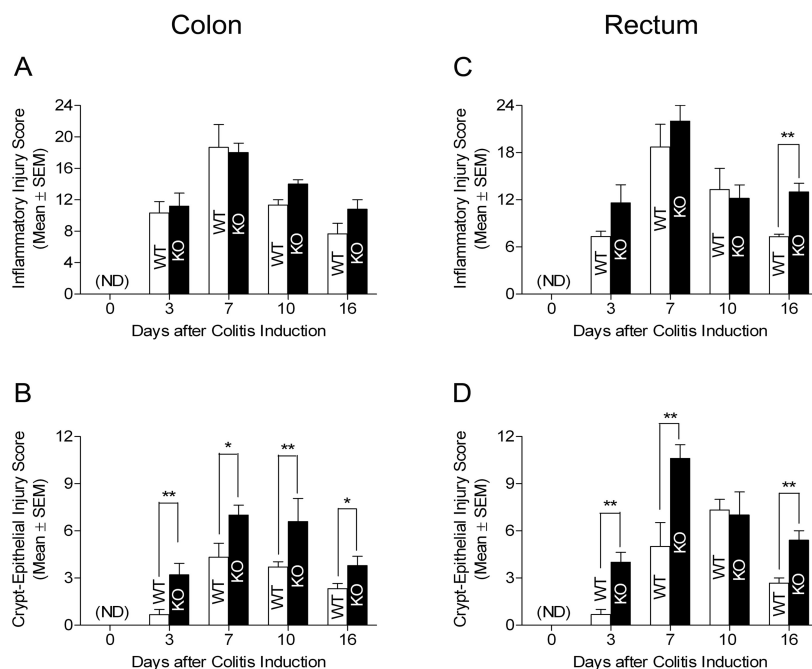 Colon
Rectum
A
Inflammatory Injury Score
(Mean ± SEM)
24
20
16
12
8
4
0
(ND)
WT
KO
WT
KO
WT
KO
WT
KO
0
3
7
10
16
Days after Colitis Induction
C
Inflammatory Injury Score
(Mean ± SEM)
24
18
12
6
0
(ND)
WT
KO
WT
KO
WT
KO
WT
KO
**
0
3
7
10
16
Days after Colitis Induction
B
Crypt-Epithelial Injury Score
(Mean ± SEM)
12
9
6
3
0
(ND)
WT
KO
**
WT
KO
*
WT
KO
**
WT
KO
*
0
3
7
10
16
Days after Colitis Induction
D
Crypt-Epithelial Injury Score
(Mean ± SEM)
12
9
6
3
0
(ND)
WT
KO
**
WT
KO
**
WT
KO
WT
KO
**
0
3
7
10
16
Days after Colitis Induction